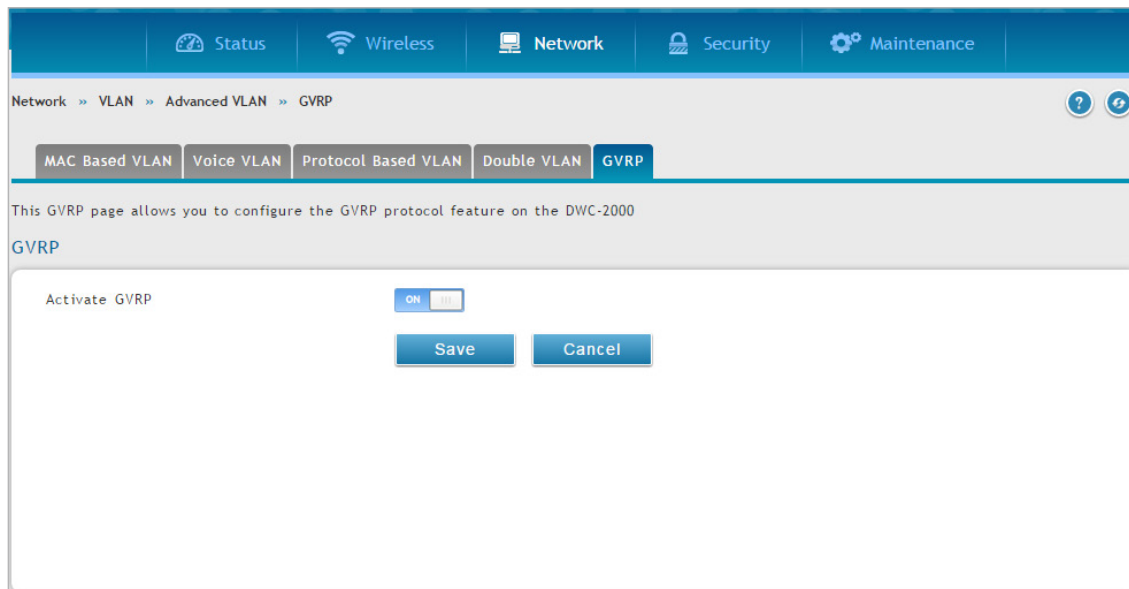 Status Wireless Network Security Maintenance
Network » VLAN » Advanced VLAN » GVRP
?
MAC Based VLAN Voice VLAN Protocol Based VLAN Double VLAN GVRP
This GVRP page allows you to configure the GVRP protocol feature on the DWC-2000
GVRP
Activate GVRP ON
Save Cancel